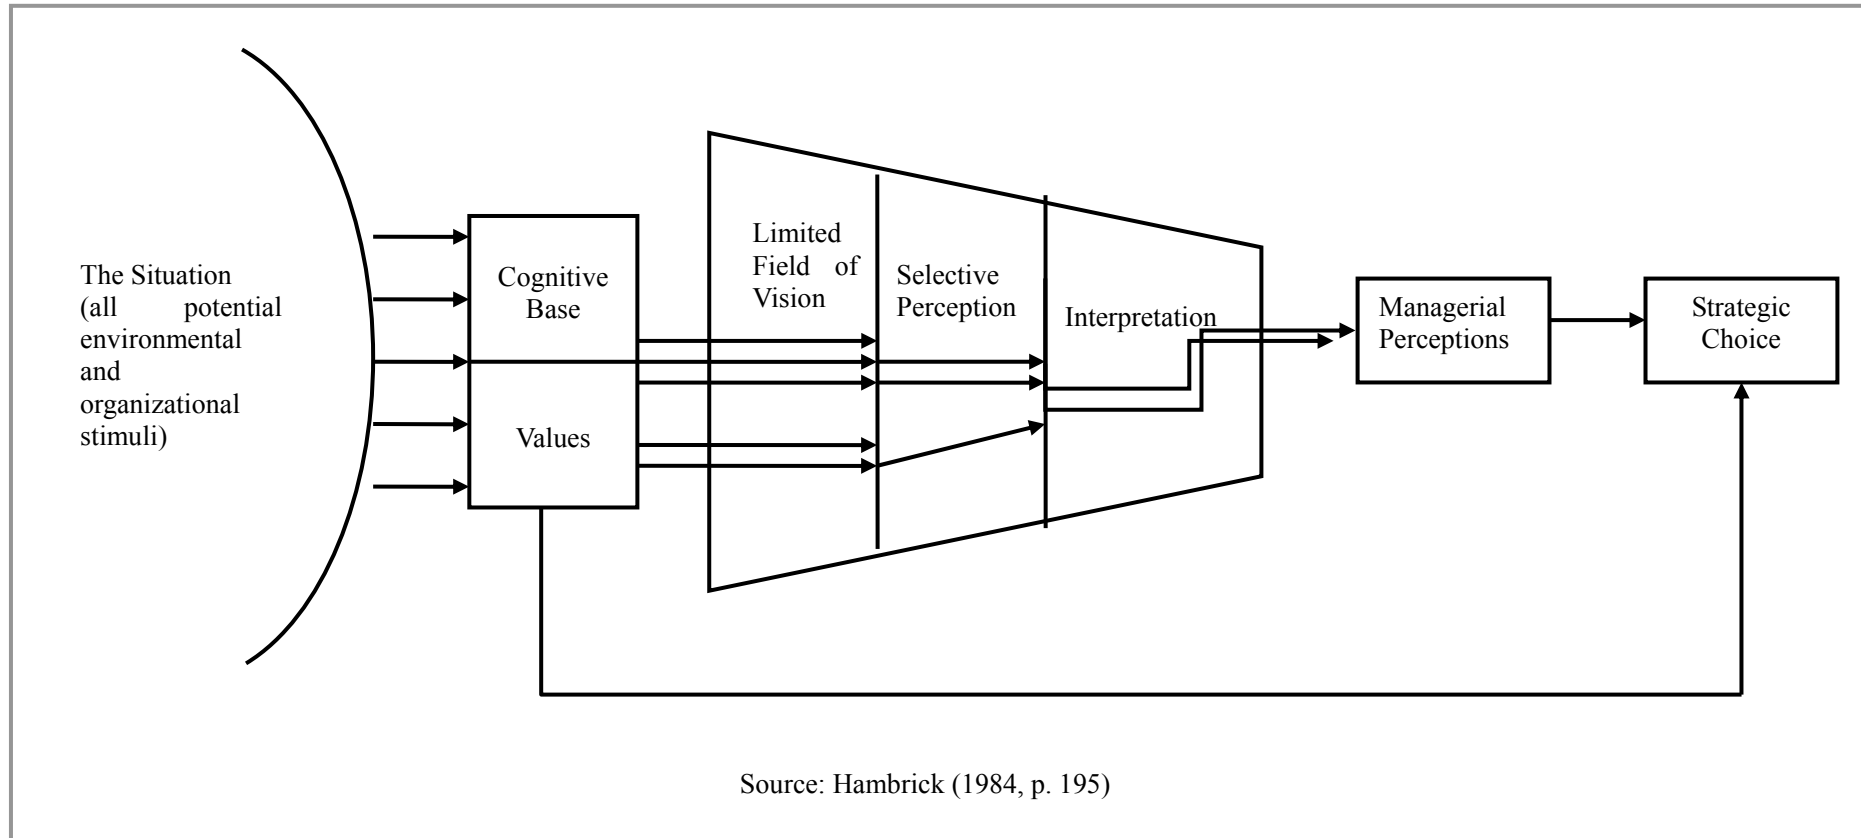 The Situation
(all potential
environmental
and
organizational
stimuli)
Cognitive
Base
Values
Limited
Field of
Vision
Selective
Perception
Interpretation
Managerial
Perceptions
Strategic
Choice
Source: Hambrick (1984, p. 195)